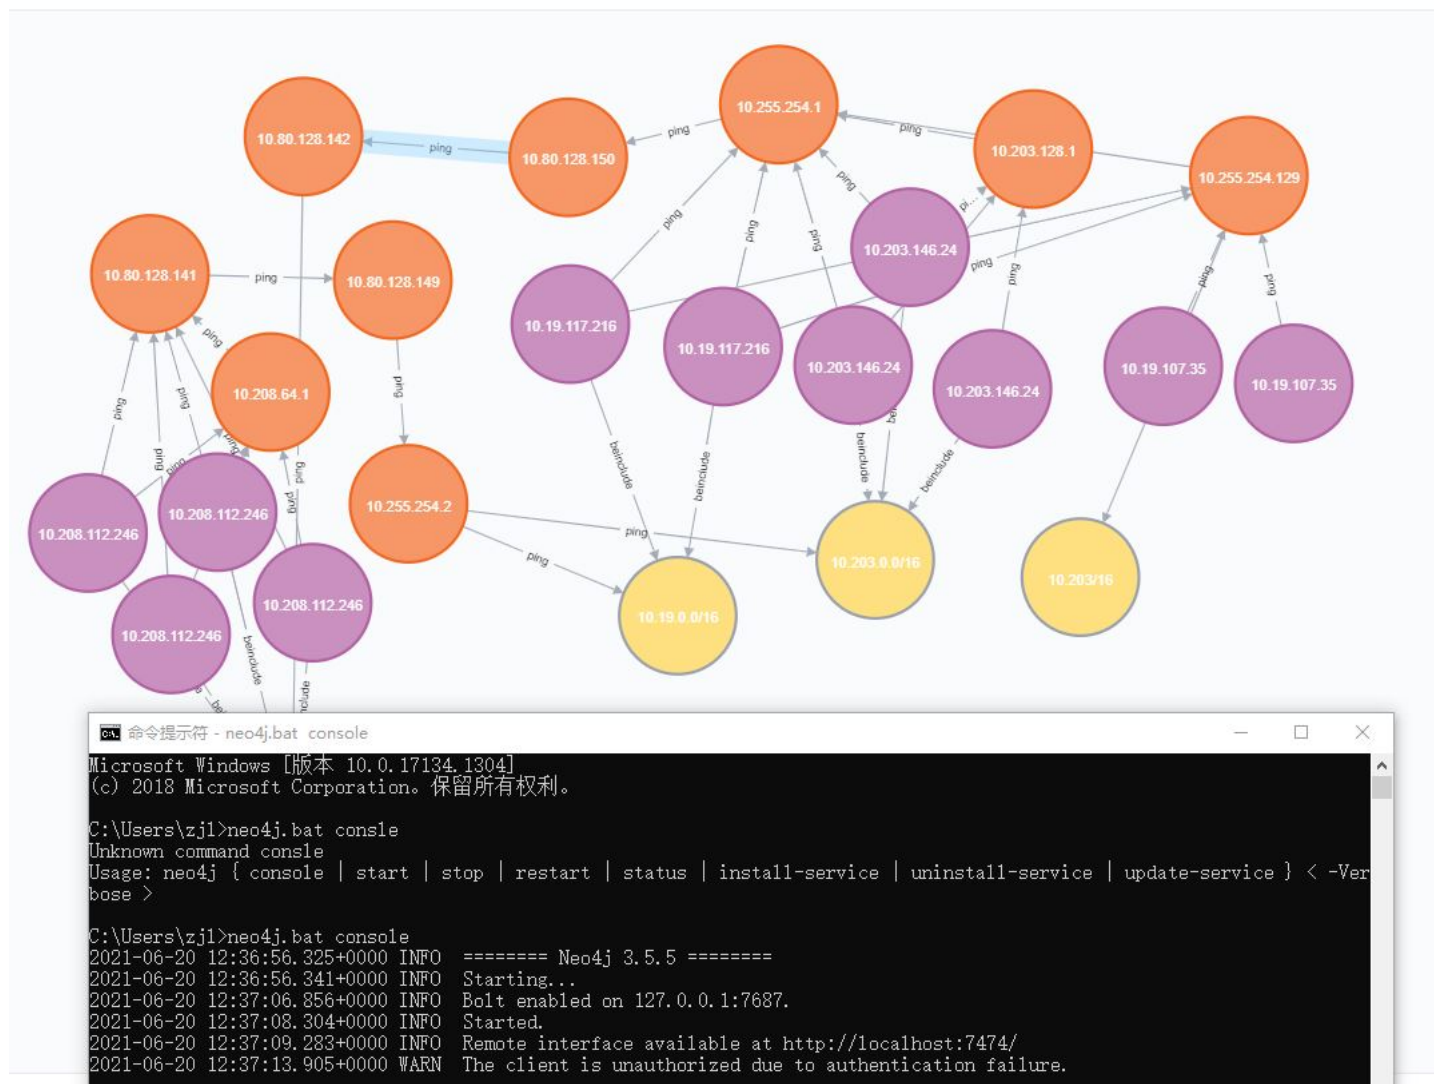 10.255.254.1
ping
10.80.128.142
ping
10.80.128.150
ping
10.203.128.1
10.255.254.129
ping
pi...
10.203.146.24
ping
ping
ping
ping
ping
ping
ping
10.80.128.141
ping
10.80.128.149
10.19.117.216
10.19.117.216
10.203.146.24
10.203.146.24
10.19.107.35
10.19.107.35
ping
10.208.64.1
ping
ping
ping
ping
ping
ping
ping
ping
ping
beinclude
beinclude
beinclude
beinclude
10.208.112.246
10.208.112.246
10.255.254.2
ping
ping
10.203.0.0/16
10.203/16
10.19.0.0/16
10.208.112.246
10.208.112.246
beinclude
命令提示符 - neo4j.bat console
Microsoft Windows [版本 10.0.17134.1304]
(c) 2018 Microsoft Corporation。保留所有权利。
C:\Users\zjl>neo4j.bat consle
Unknown command consle
Usage: neo4j { console | start | stop | restart | status | install-service | uninstall-service | update-service } < -Ver
bose >
C:\Users\zjl>neo4j.bat console
2021-06-20 12:36:56.325+0000 INFO ======== Neo4j 3.5.5 ========
2021-06-20 12:36:56.341+0000 INFO Starting...
2021-06-20 12:37:06.856+0000 INFO Bolt enabled on 127.0.0.1:7687.
2021-06-20 12:37:08.304+0000 INFO Started.
2021-06-20 12:37:09.283+0000 INFO Remote interface available at http://localhost:7474/
2021-06-20 12:37:13.905+0000 WARN The client is unauthorized due to authentication failure.